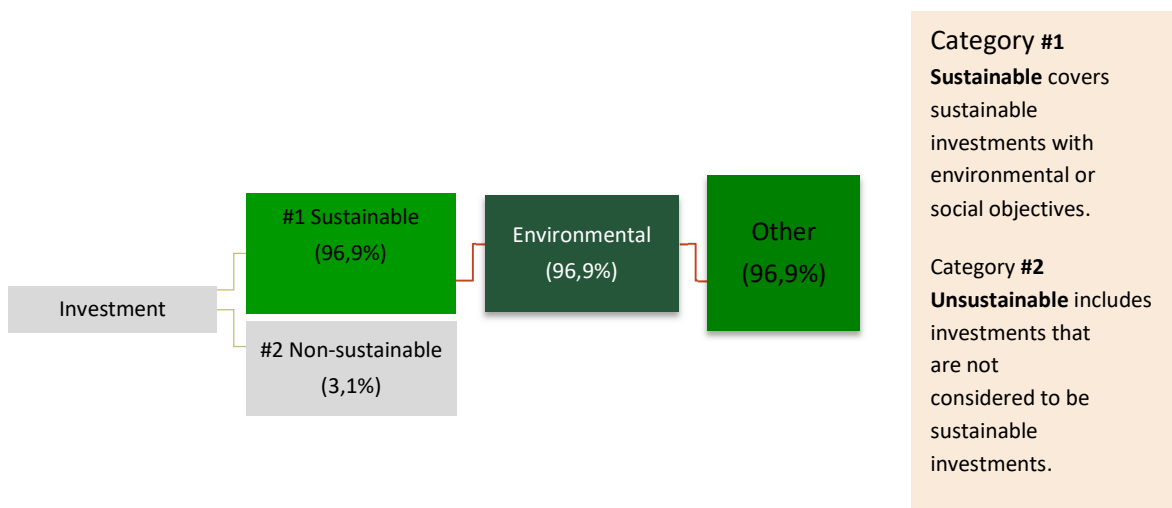 Investment
#1 Sustainable
(96,9%)
#2 Non-sustainable
(3,1%)
Environmental
(96,9%)
Other
(96,9%)
Category #1
Sustainable covers
sustainable
investments with
environmental or
social objectives.
Category #2
Unsustainable includes
investments that
are not
considered to be
sustainable
investments.